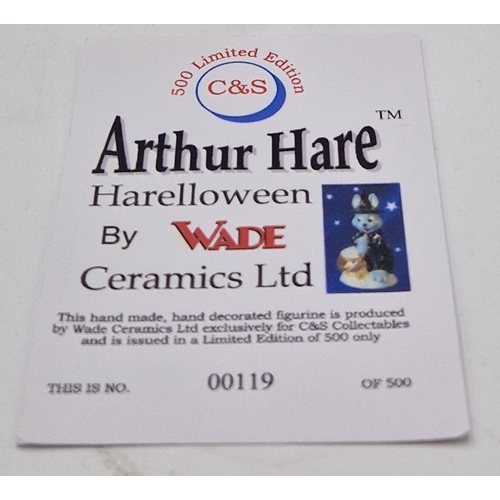 500 Limited Edition
C&S
Arthur Hare™
Harelloween
By WADE
Ceramics Ltd
This hand made, hand decorated figurine is produced
by Wade Ceramics Ltd exclusively for C&S Collectables
and is issued in a Limited Edition of 500 only
THIS IS NO. 00119 OF 500